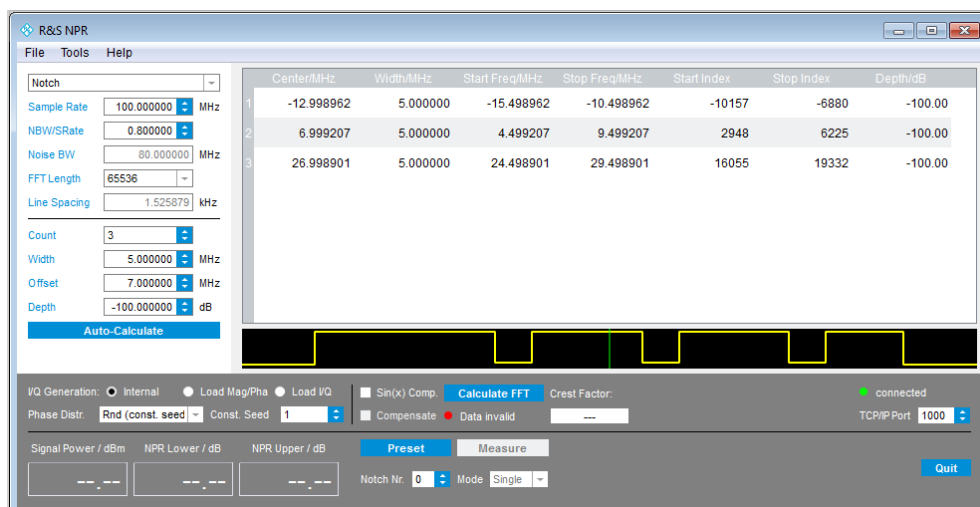 R&S NPR
File Tools Help
Notch
Sample Rate 100.000000 MHz
NBW/SRate 0.800000
Noise BW 80.000000 MHz
FFT Length 65536
Line Spacing 1.525879 kHz
Count 3
Width 5.000000 MHz
Offset 7.000000 MHz
Depth -100.000000 dB
Auto-Calculate
Center/MHz Width/MHz Start Freq/MHz Stop Freq/MHz Start Index Stop Index Depth/dB
1 -12.998962 5.000000 -15.498962 -10.498962 -10157 -6880 -100.00
2 6.999207 5.000000 4.499207 9.499207 2948 6225 -100.00
3 26.998901 5.000000 24.498901 29.498901 16055 19332 -100.00
I/Q Generation: Internal Load Mag/Pha Load I/Q
Phase Distr. Rnd (const. seed Const. Seed 1
Sin(x) Comp. Calculate FFT Crest Factor:
Compensate Data invalid ---
connected
TCP/IP Port 1000
Signal Power / dBm NPR Lower / dB NPR Upper / dB
--.-- --.-- --.--
Preset Measure
Notch Nr. 0 Mode Single
Quit